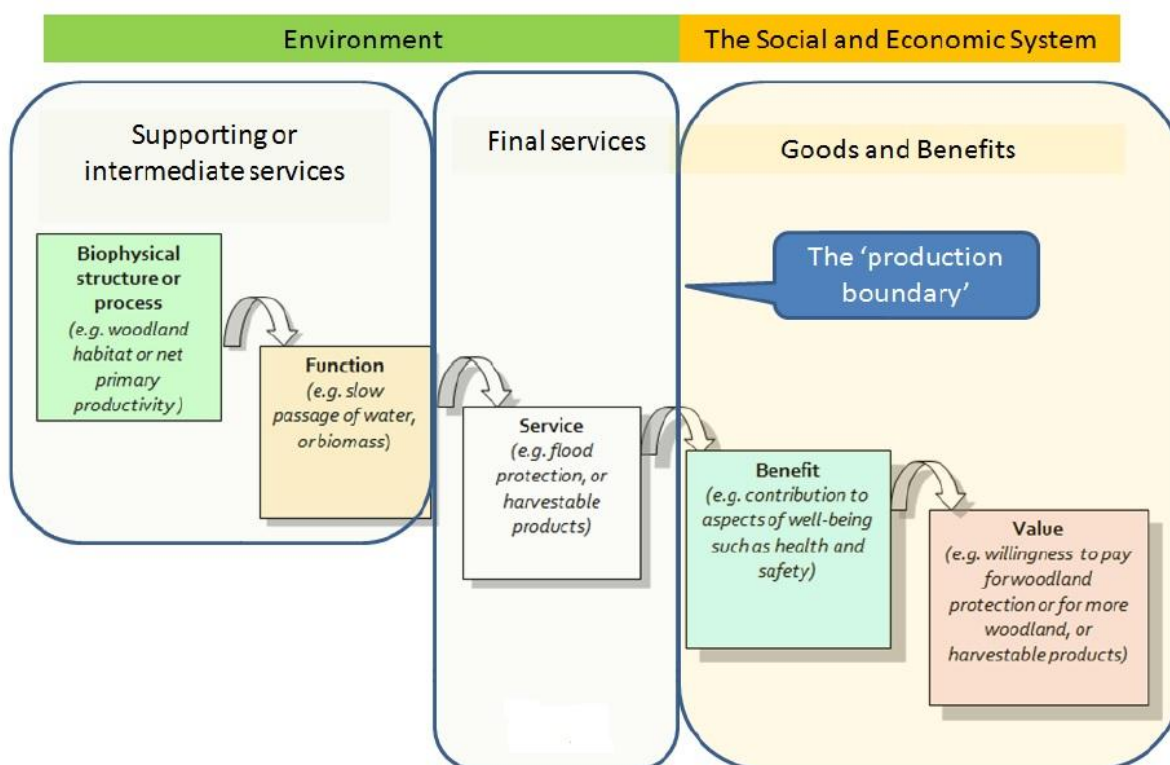 Environment
The Social and Economic System
Supporting or
intermediate services
Final services
Goods and Benefits
The ‘production
boundary’
Biophysical
structure or
process
(e.g. woodland
habitat or net
primary
productivity )
Function
(e.g. slow
passage of water,
or biomass)
Service
(e.g. flood
protection, or
harvestable
products)
Benefit
(e.g. contribution to
aspects of well-being
such as health and
safety)
Value
(e.g. willingness to pay
for woodland
protection or for more
woodland, or
harvestable products)